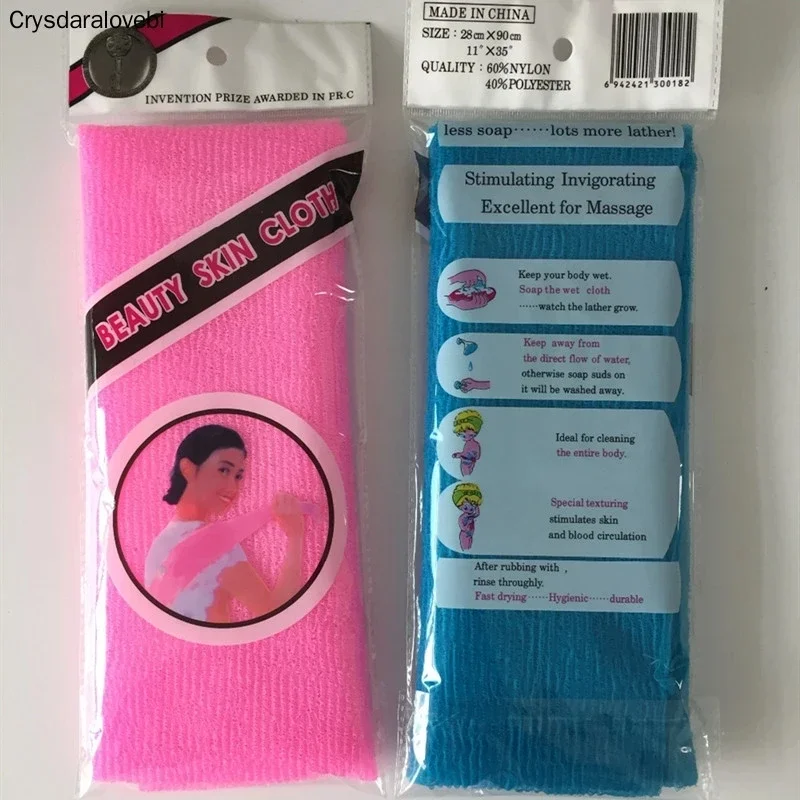 Crysdaralovebi
INVENTION PRIZE AWARDED IN PR.C
BEAUTY SKIN CLOTH
MADE IN CHINA
SIZE: 28cm×90cm
11"×35"
QUALITY: 60%NYLON
40%POLYESTER
6 942421 300182
less soap······lots more lather!
Stimulating Invigorating
Excellent for Massage
Keep your body wet.
Soap the wet cloth
······watch the lather grow.
Keep away from
the direct flow of water,
otherwise soap suds on
it will be washed away.
Ideal for cleaning
the entire body.
Special texturing
stimulates skin
and blood circulation
After rubbing with ,
rinse throughly.
Fast drying······Hygienic······durable